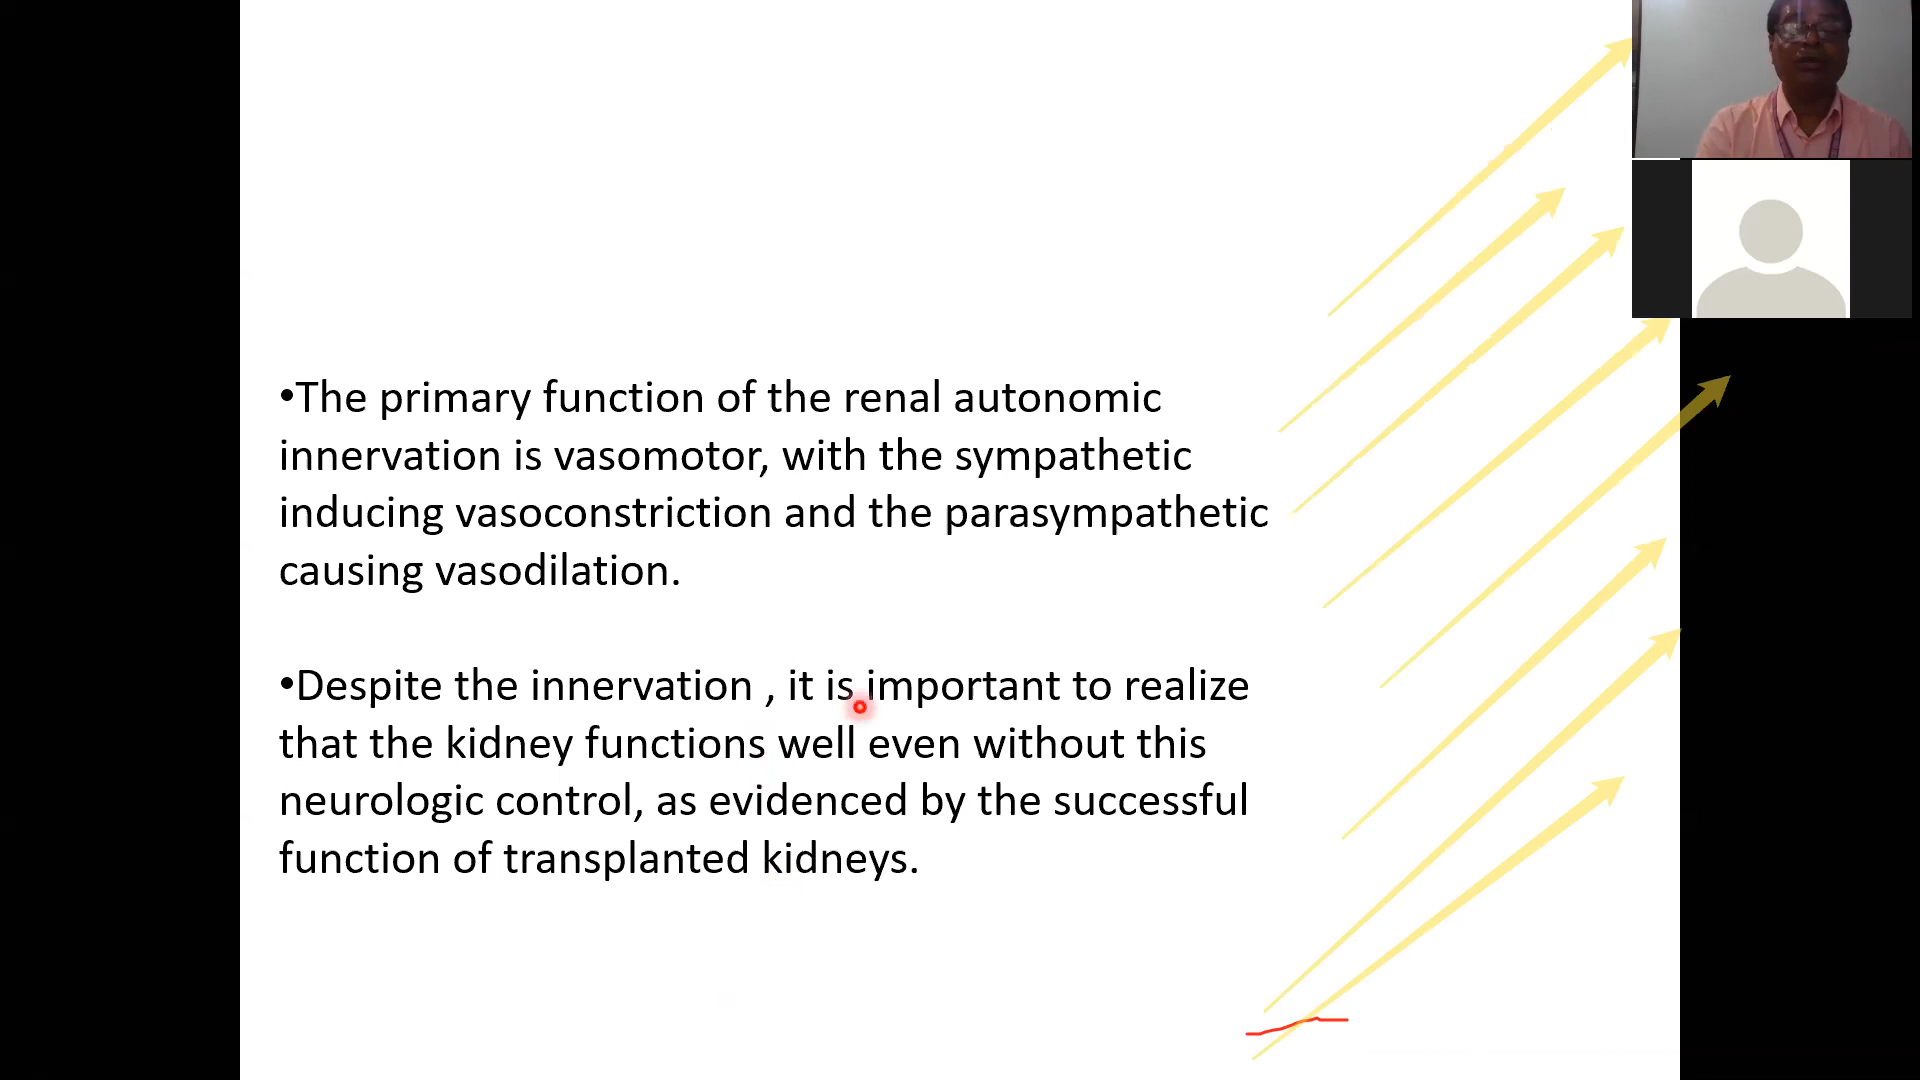 •The primary function of the renal autonomic
innervation is vasomotor, with the sympathetic
inducing vasoconstriction and the parasympathetic
causing vasodilation.
•Despite the innervation , it is important to realize
that the kidney functions well even without this
neurologic control, as evidenced by the successful
function of transplanted kidneys.